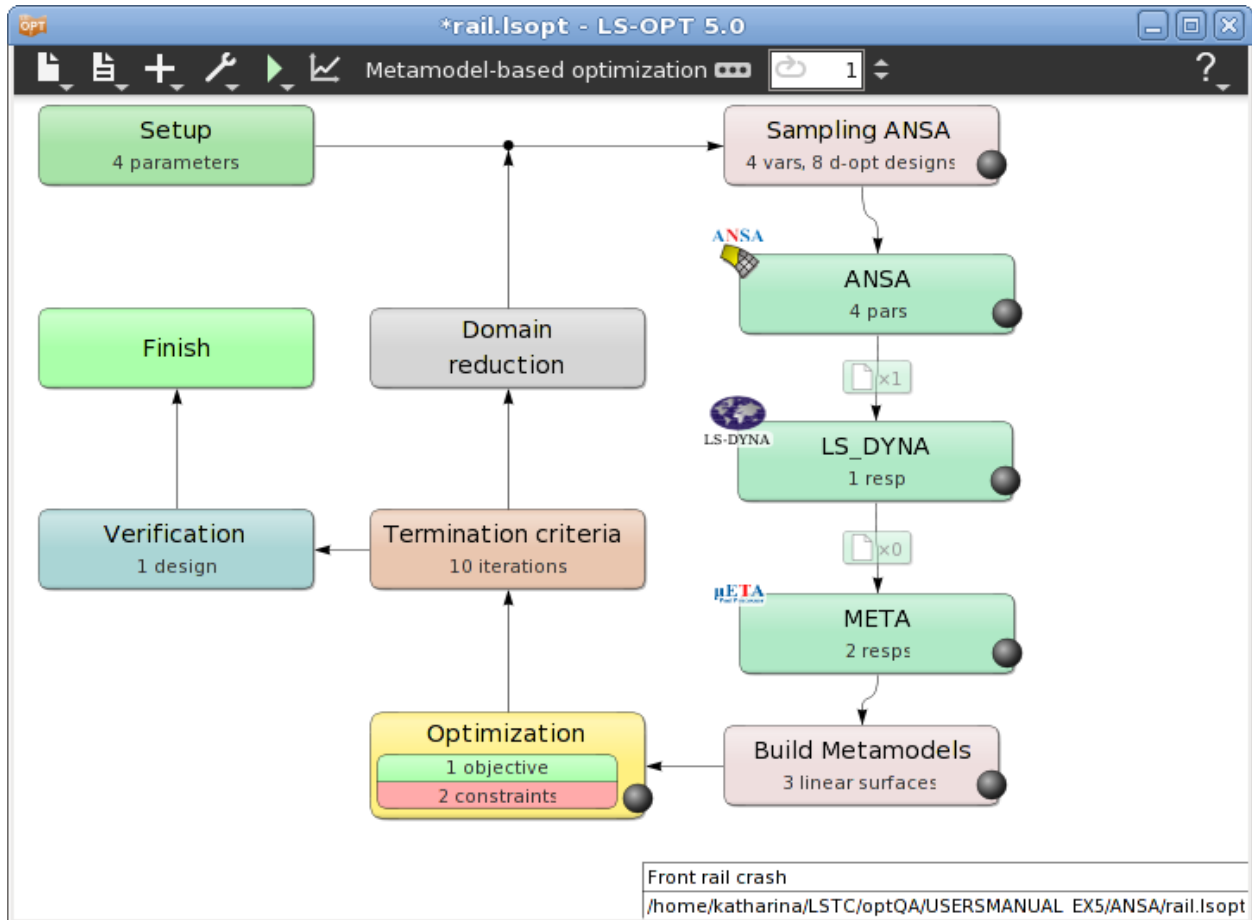 OPT
*rail.lsopt - LS-OPT 5.0
Metamodel-based optimization
1
?
Setup
4 parameters
Sampling ANSA
4 vars, 8 d-opt designs
ANSA
ANSA
4 pars
Finish
Domain
reduction
×1
LS-DYNA
LS_DYNA
1 resp
Verification
1 design
Termination criteria
10 iterations
×0
μETA
META
2 resps
Optimization
1 objective
2 constraints
Build Metamodels
3 linear surfaces
Front rail crash
/home/katharina/LSTC/optQA/USERSMANUAL_EX5/ANSA/rail.lsopt